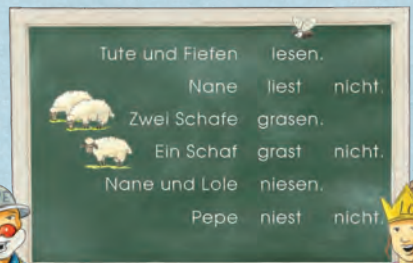 Tute und Fiefen lesen.
Nane liest nicht.
Zwei Schafe grasen.
Ein Schaf grast nicht.
Nane und Lole niesen.
Pepe niest nicht.